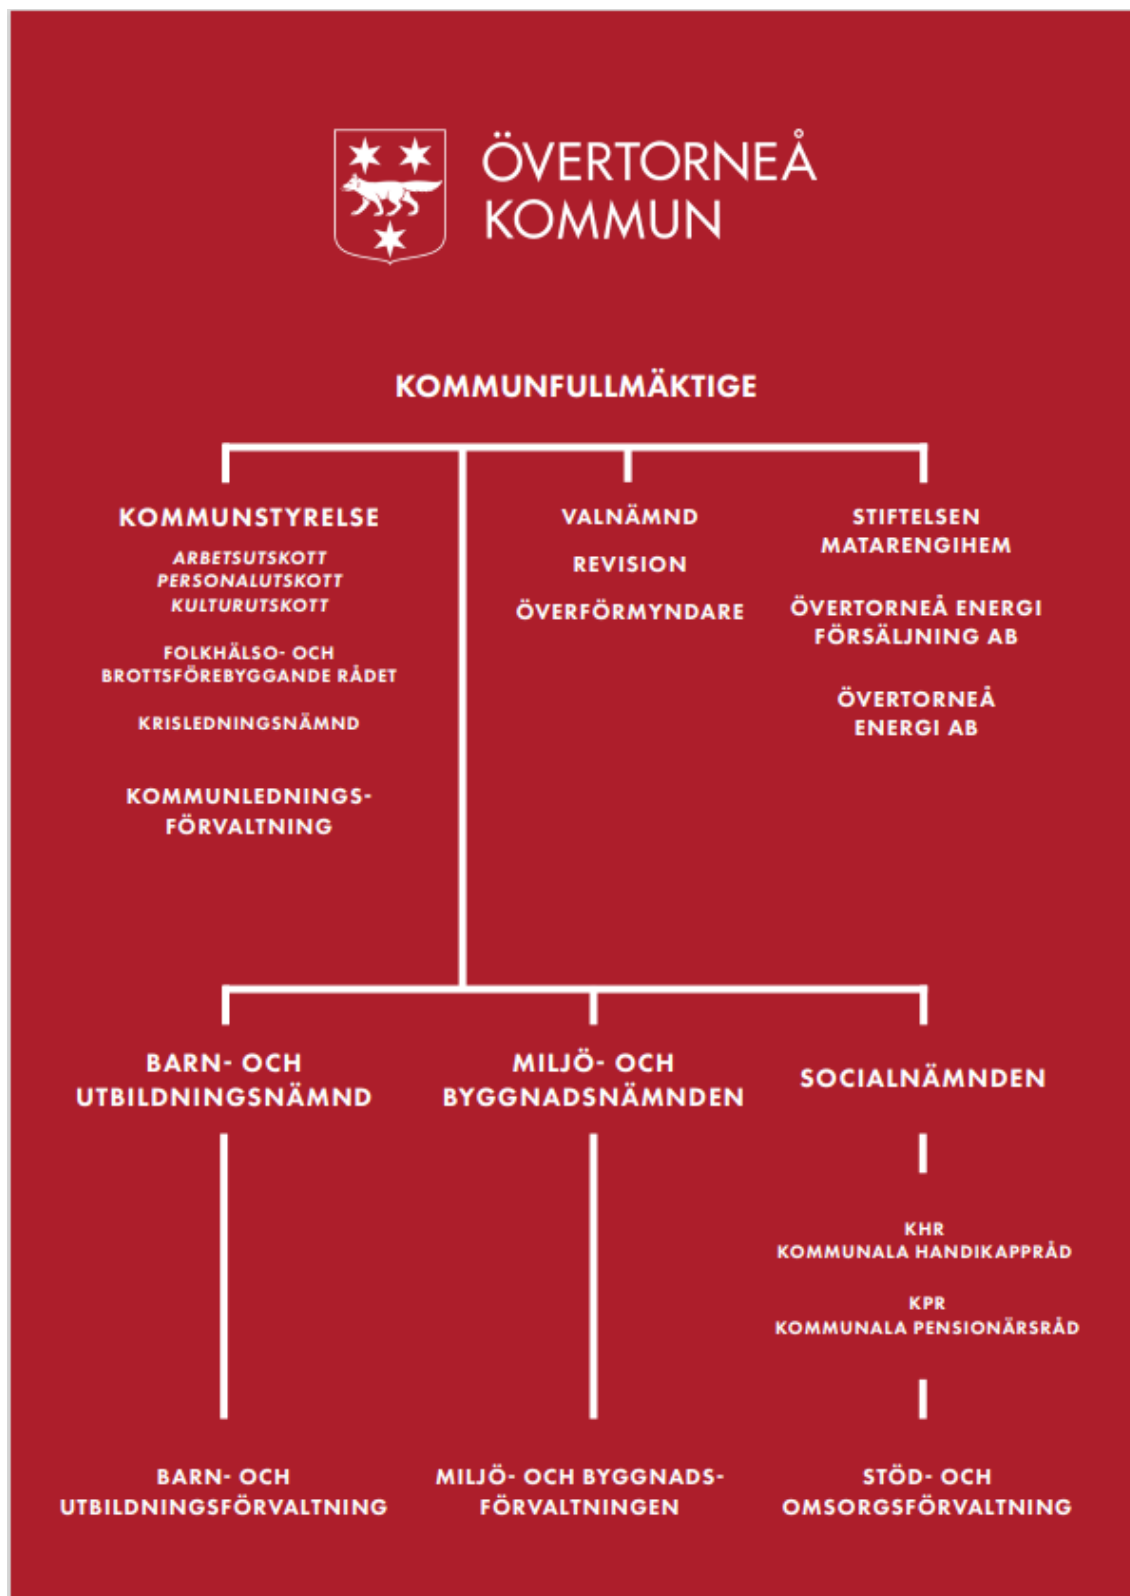 ÖVERTORNEÅ
KOMMUN
KOMMUNFULLMÄKTIGE
KOMMUNSTYRELSE
ARBETSUTSKOTT
PERSONALUTSKOTT
KULTURUTSKOTT
FOLKHÄLSO- OCH
BROTTSFÖREBYGGANDE RÅDET
KRISLEDNINGSNÄMND
KOMMUNLEDNINGS-
FÖRVALTNING
VALNÄMND
REVISION
ÖVERFÖRMYNDARE
STIFTELSEN
MATARENGIHEM
ÖVERTORNEÅ ENERGI
FÖRSÄLJNING AB
ÖVERTORNEÅ
ENERGI AB
BARN- OCH
UTBILDNINGSNÄMND
MILJÖ- OCH
BYGGNADSNÄMNDEN
SOCIALNÄMNDEN
KHR
KOMMUNALA HANDIKAPPRÅD
KPR
KOMMUNALA PENSIONÄRSRÅD
BARN- OCH
UTBILDNINGSFÖRVALTNING
MILJÖ- OCH BYGGNADS-
FÖRVALTNINGEN
STÖD- OCH
OMSORGSFÖRVALTNING